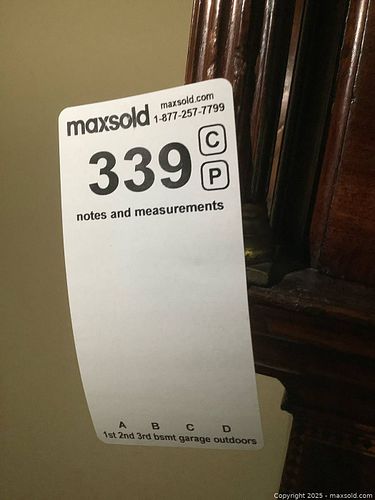 maxsold maxsold.com
1-877-257-7799
339 C
P
notes and measurements
A B C D
1st 2nd 3rd bsmt garage outdoors
Copyright 2025 - maxsold.com